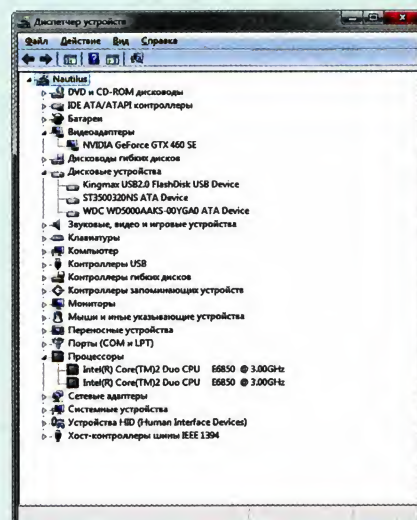 Диспетчер устройств
Файл Действие Вид Справка
Nautilus
DVD и CD-ROM дисководы
IDE ATA/ATAPI контроллеры
Батареи
Видеоадаптеры
NVIDIA GeForce GTX 460 SE
Дисководы гибких дисков
Дисковые устройства
Kingmax USB2.0 FlashDisk USB Device
ST3500320NS ATA Device
WDC WD5000AAKS-00YGA0 ATA Device
Звуковые, видео и игровые устройства
Клавиатуры
Компьютер
Контроллеры USB
Контроллеры гибких дисков
Контроллеры запоминающих устройств
Мониторы
Мыши и иные указывающие устройства
Переносные устройства
Порты (COM и LPT)
Процессоры
Intel(R) Core(TM)2 Duo CPU E6850 @ 3.00GHz
Intel(R) Core(TM)2 Duo CPU E6850 @ 3.00GHz
Сетевые адаптеры
Системные устройства
Устройства HID (Human Interface Devices)
Хост-контроллеры шины IEEE 1394